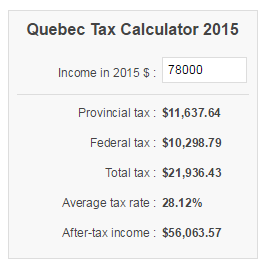 Quebec Tax Calculator 2015
Income in 2015 $ : 78000
Provincial tax : $11,637.64
Federal tax : $10,298.79
Total tax : $21,936.43
Average tax rate : 28.12%
After-tax income : $56,063.57